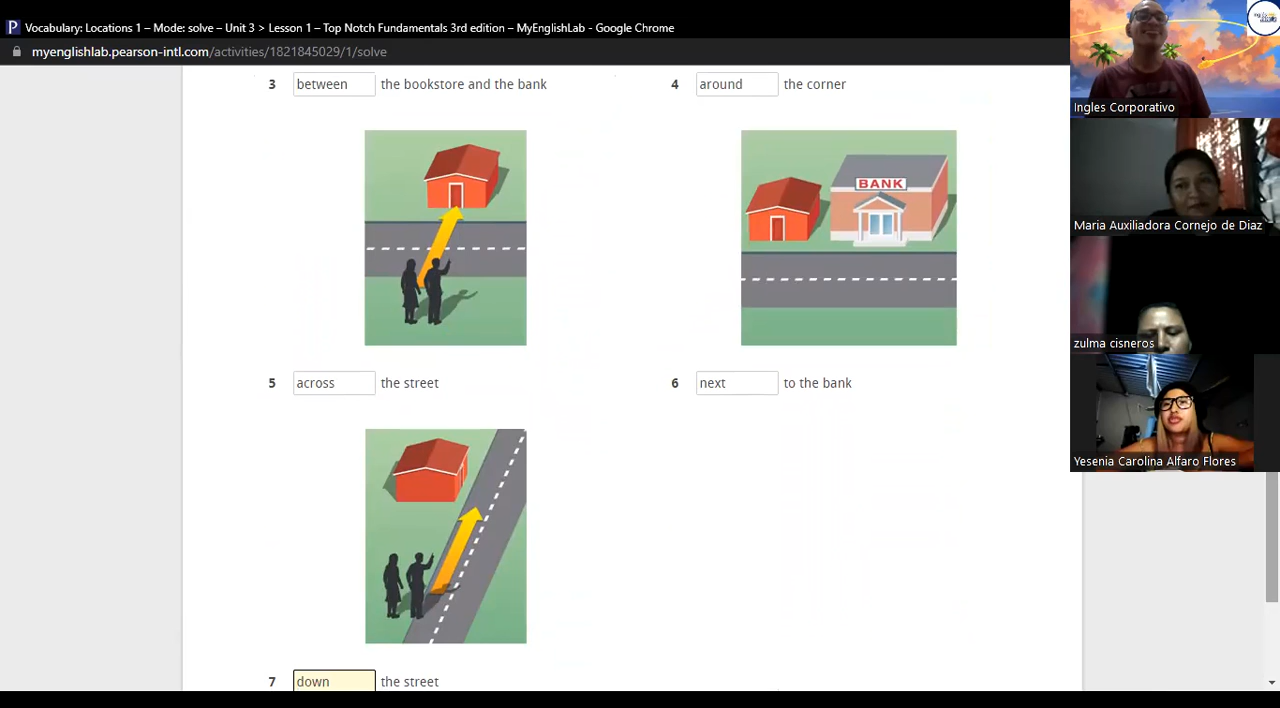 Vocabulary: Locations 1 – Mode: solve – Unit 3 > Lesson 1 – Top Notch Fundamentals 3rd edition – MyEnglishLab - Google Chrome
myenglishlab.pearson-intl.com/activities/1821845029/1/solve
3 between the bookstore and the bank
4 around the corner
BANK
5 across the street
6 next to the bank
7 down the street
Ingles Corporativo
Maria Auxiliadora Cornejo de Diaz
zulma cisneros
Yesenia Carolina Alfaro Flores